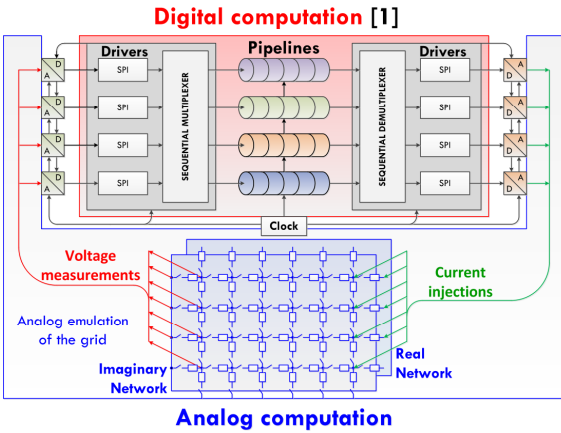 Digital computation [1]
Drivers
Pipelines
Drivers
D
A
SPI
D
A
SPI
D
A
SPI
D
A
SPI
SEQUENTIAL MULTIPLEXER
SEQUENTIAL DEMULTIPLEXER
SPI
A
D
SPI
A
D
SPI
A
D
SPI
A
D
Clock
Voltage
measurements
Current
injections
Analog emulation
of the grid
Imaginary
Network
Real
Network
Analog computation